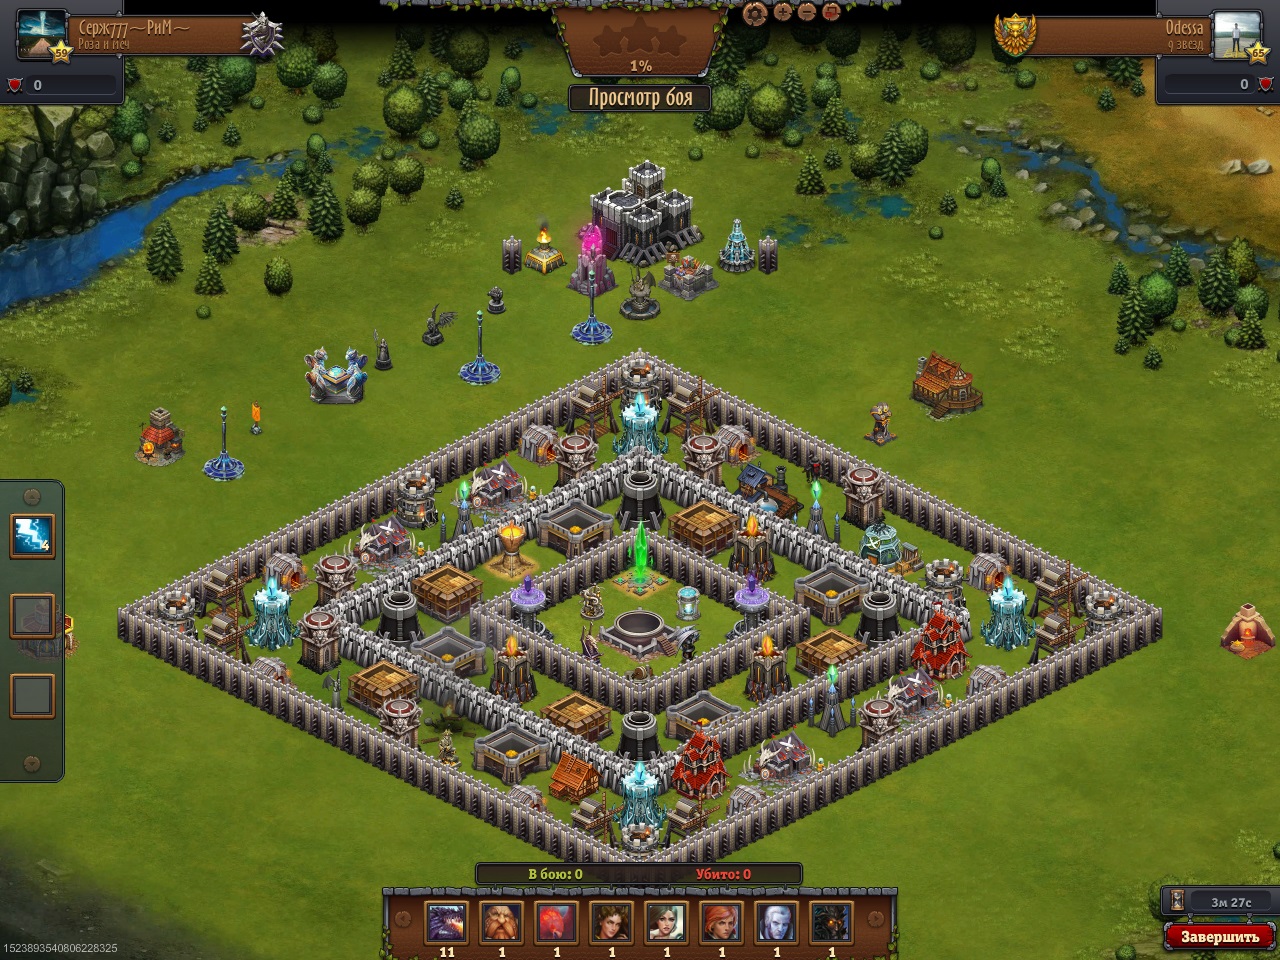 Серж777~РиМ~
Роза и меч
59
0
1%
Просмотр боя
Odessa
9 звезд
65
0
4
В бою: 0
Убито: 0
11
1
1
1
1
1
1
1
3м 27с
Завершить
1523893540806228325